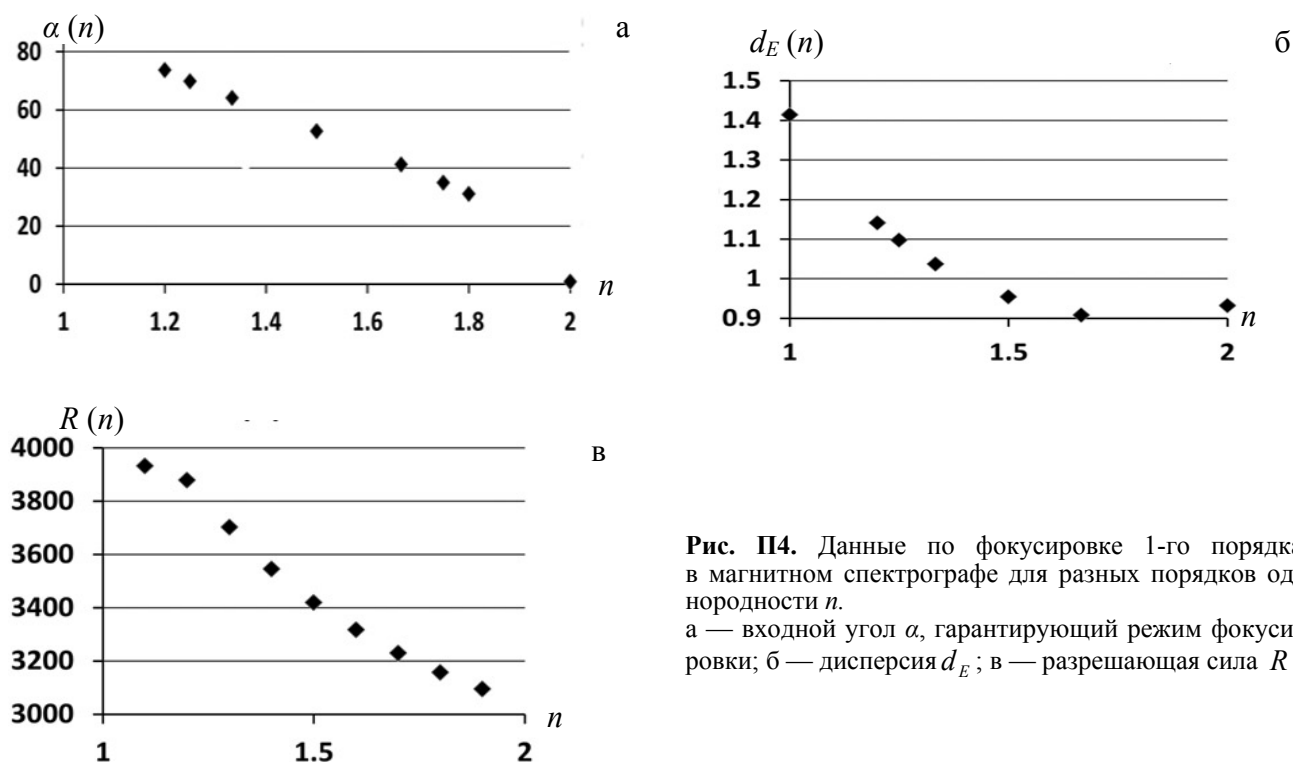 α (n)
а
80
60
40
20
0
1 1.2 1.4 1.6 1.8 2
n
d_E (n)
б
1.5
1.4
1.3
1.2
1.1
1
0.9
1 1.5 2
n
R (n)
в
4000
3800
3600
3400
3200
3000
1 1.5 2
n
Рис. П4. Данные по фокусировке 1-го порядка
в магнитном спектрографе для разных порядков од
нородности n.
а — входной угол α, гарантирующий режим фокуси
ровки; б — дисперсия d_E ; в — разрешающая сила R